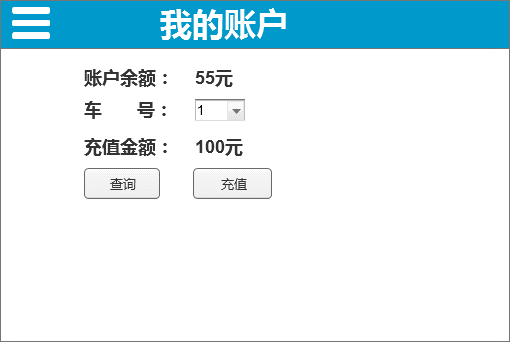 我的账户
账户余额： 55元
车 号： 1
充值金额： 100元
查询 充值